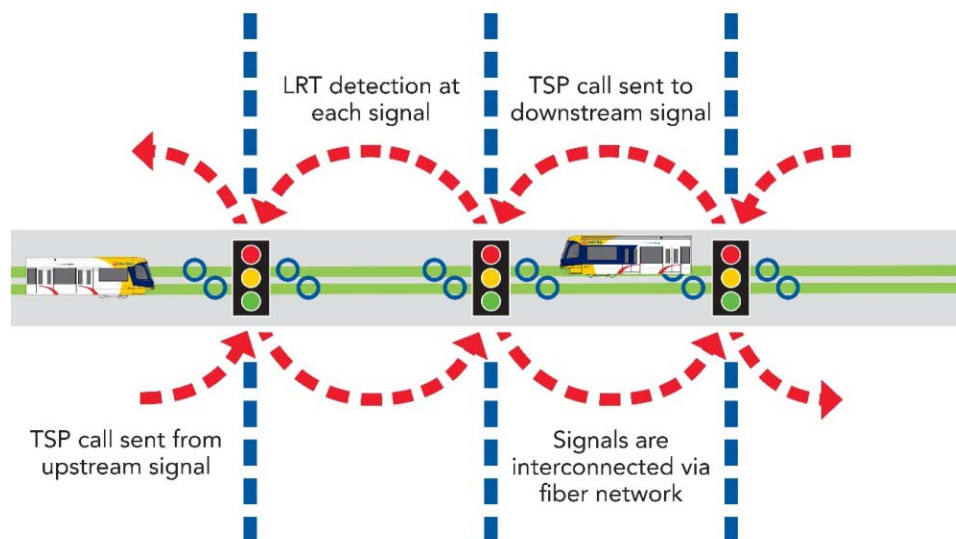 LRT detection at
each signal
TSP call sent to
downstream signal
TSP call sent from
upstream signal
Signals are
interconnected via
fiber network